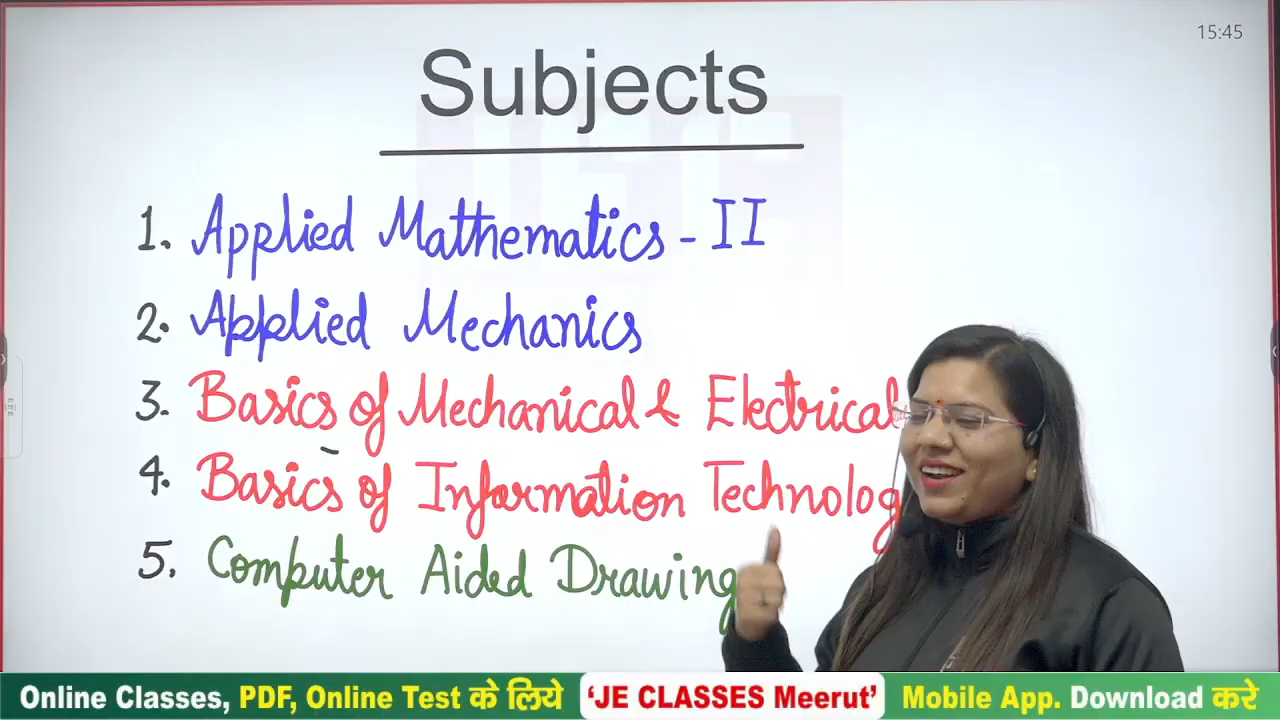 15:45
Subjects
1. Applied Mathematics - II
2. Applied Mechanics
3. Basics of Mechanical & Electrical
4. Basics of Information Technolog
5. Computer Aided Drawing
Online Classes, PDF, Online Test के लिये 'JE CLASSES Meerut' Mobile App. Download करे